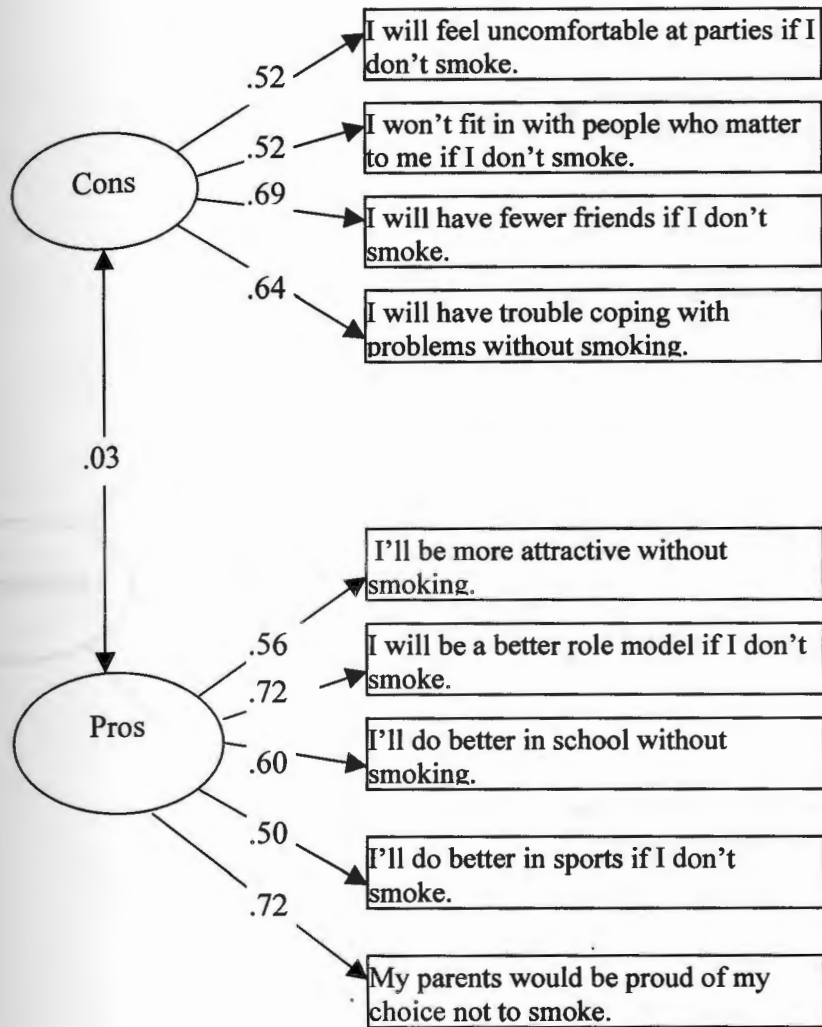 I will feel uncomfortable at parties if I
don't smoke.
.52
I won't fit in with people who matter
to me if I don't smoke.
.52
Cons
.69
I will have fewer friends if I don't
smoke.
.64
I will have trouble coping with
problems without smoking.
.03
I'll be more attractive without
smoking.
.56
I will be a better role model if I don't
smoke.
.72
Pros
I'll do better in school without
smoking.
.60
.50
I'll do better in sports if I don't
smoke.
.72
My parents would be proud of my
choice not to smoke.